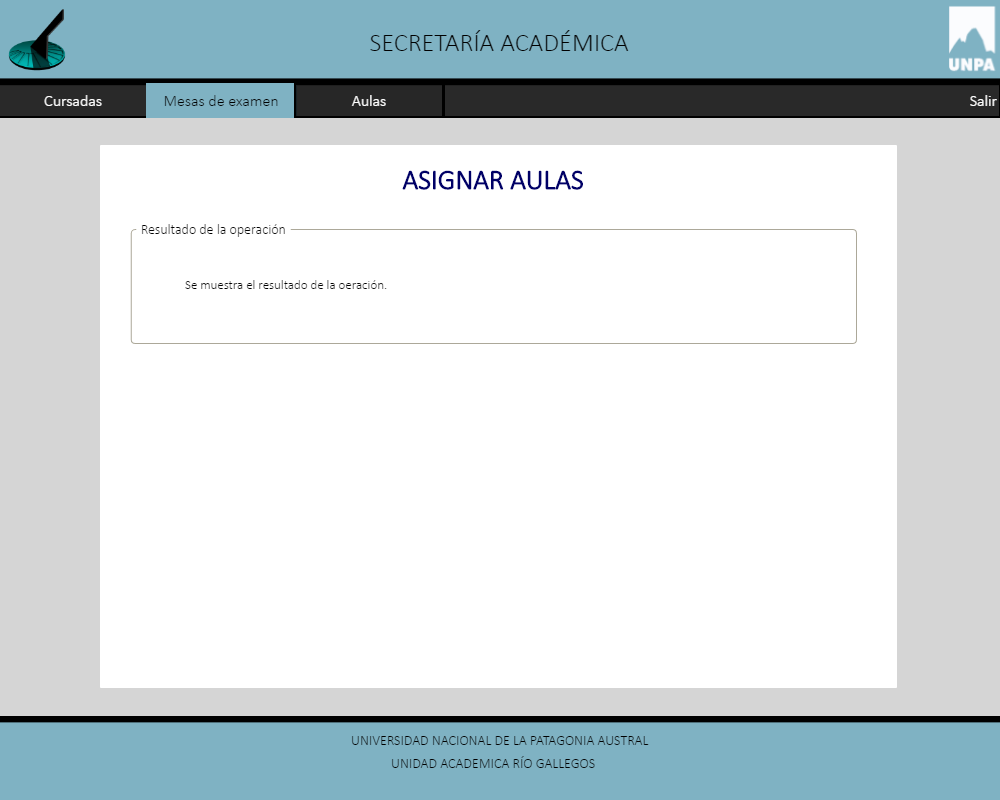 SECRETARÍA ACADÉMICA
UNPA
Cursadas
Mesas de examen
Aulas
Salir
ASIGNAR AULAS
Resultado de la operación
Se muestra el resultado de la oeración.
UNIVERSIDAD NACIONAL DE LA PATAGONIA AUSTRAL
UNIDAD ACADEMICA RÍO GALLEGOS